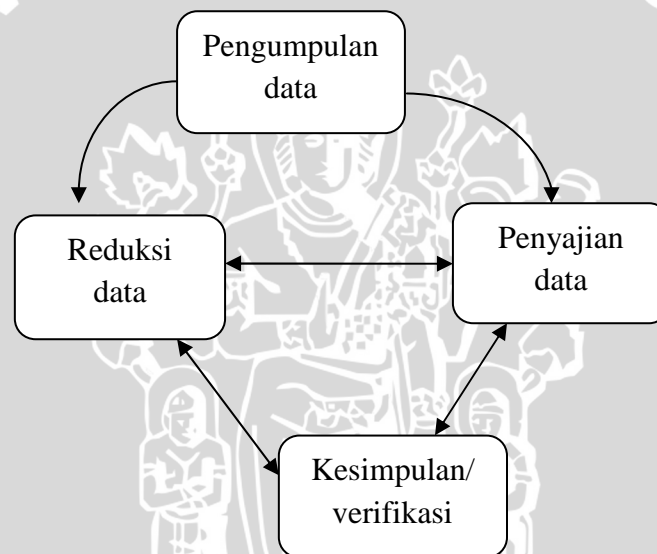 Pengumpulan
data
Reduksi
data
Penyajian
data
Kesimpulan/
verifikasi